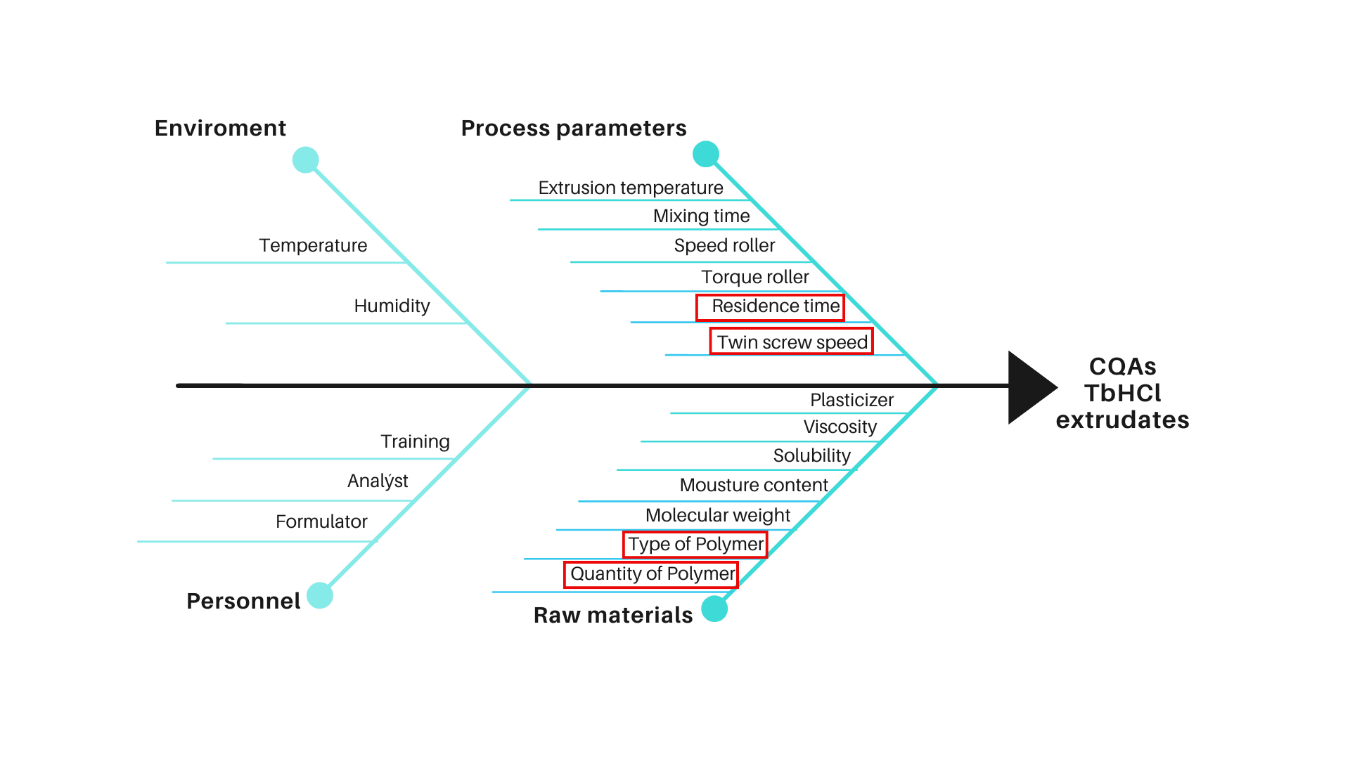 Enviroment
Process parameters
Extrusion temperature
Mixing time
Speed roller
Torque roller
Residence time
Twin screw speed
Temperature
Humidity
CQAs
TbHCl
extrudates
Plasticizer
Viscosity
Solubility
Mousture content
Molecular weight
Type of Polymer
Quantity of Polymer
Raw materials
Training
Analýst
Formulator
Personnel